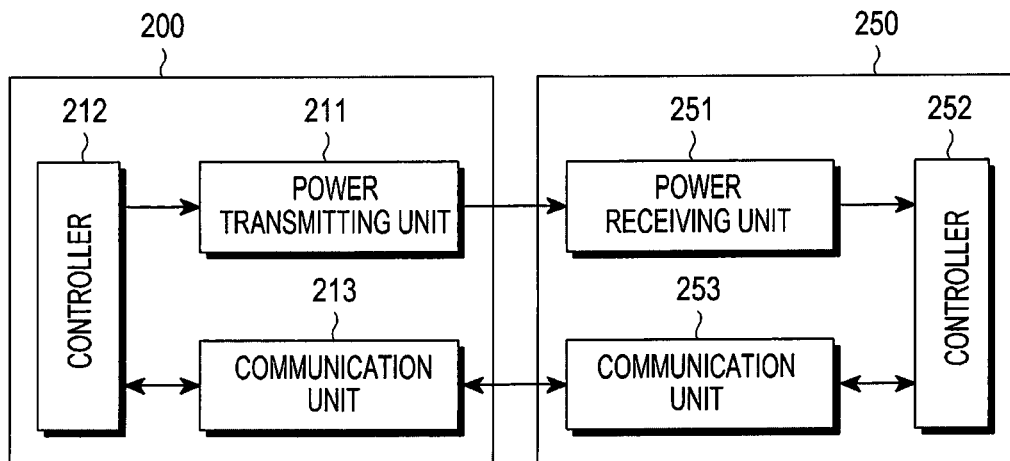 200
250
212
211
251
252
CONTROLLER
POWER
TRANSMITTING UNIT
POWER
RECEIVING UNIT
CONTROLLER
213
253
COMMUNICATION
UNIT
COMMUNICATION
UNIT